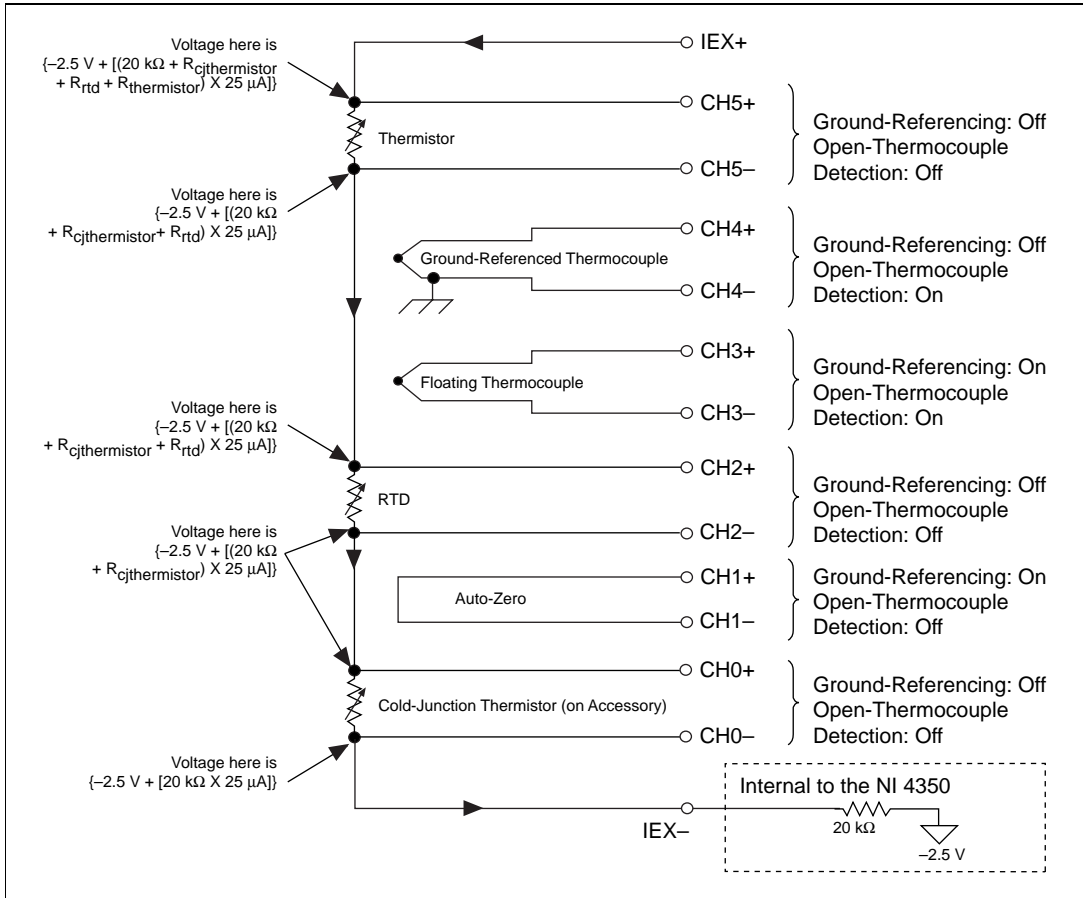 Voltage here is
{–2.5 V + [(20 kΩ + Rcjthermistor
+ Rrtd + Rthermistor) X 25 µA]}
IEX+
CH5+
Thermistor
CH5–
Ground-Referencing: Off
Open-Thermocouple
Detection: Off
Voltage here is
{–2.5 V + [(20 kΩ
+ Rcjthermistor+ Rrtd) X 25 µA]}
CH4+
Ground-Referenced Thermocouple
CH4–
Ground-Referencing: Off
Open-Thermocouple
Detection: On
CH3+
Floating Thermocouple
CH3–
Ground-Referencing: On
Open-Thermocouple
Detection: On
Voltage here is
{–2.5 V + [(20 kΩ
+ Rcjthermistor + Rrtd) X 25 µA]}
CH2+
RTD
CH2–
Ground-Referencing: Off
Open-Thermocouple
Detection: Off
Voltage here is
{–2.5 V + [(20 kΩ
+ Rcjthermistor) X 25 µA]}
CH1+
Auto-Zero
CH1–
Ground-Referencing: On
Open-Thermocouple
Detection: Off
CH0+
Cold-Junction Thermistor (on Accessory)
CH0–
Ground-Referencing: Off
Open-Thermocouple
Detection: Off
Voltage here is
{–2.5 V + [20 kΩ X 25 µA]}
IEX–
Internal to the NI 4350
20 kΩ
–2.5 V